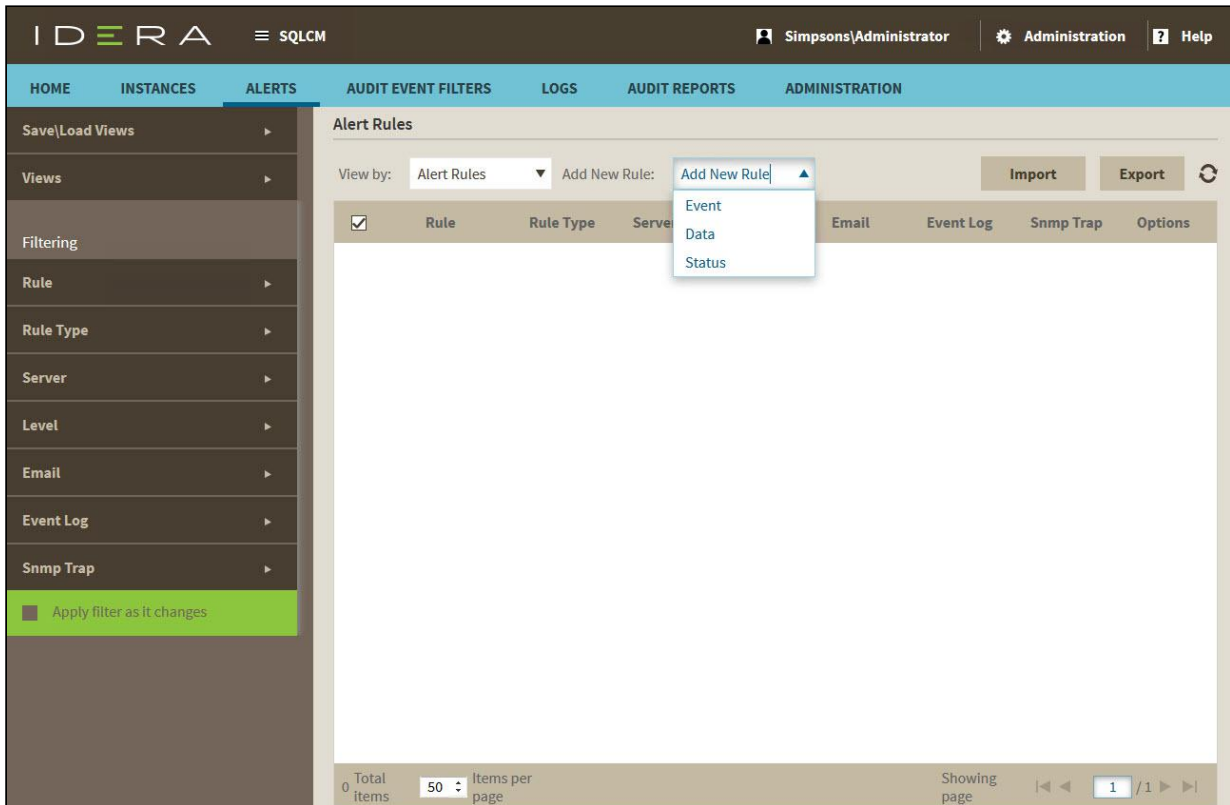 IDERA SQLCM Simpsons\Administrator Administration ? Help
HOME INSTANCES ALERTS AUDIT EVENT FILTERS LOGS AUDIT REPORTS ADMINISTRATION
Save\Load Views
Views
Filtering
Rule
Rule Type
Server
Level
Email
Event Log
Snmp Trap
Apply filter as it changes
Alert Rules
View by: Alert Rules Add New Rule: Add New Rule Import Export
Event
Data
Status
Rule Rule Type Serve Email Event Log Snmp Trap Options
0 Total items 50 Items per page Showing page 1 / 1